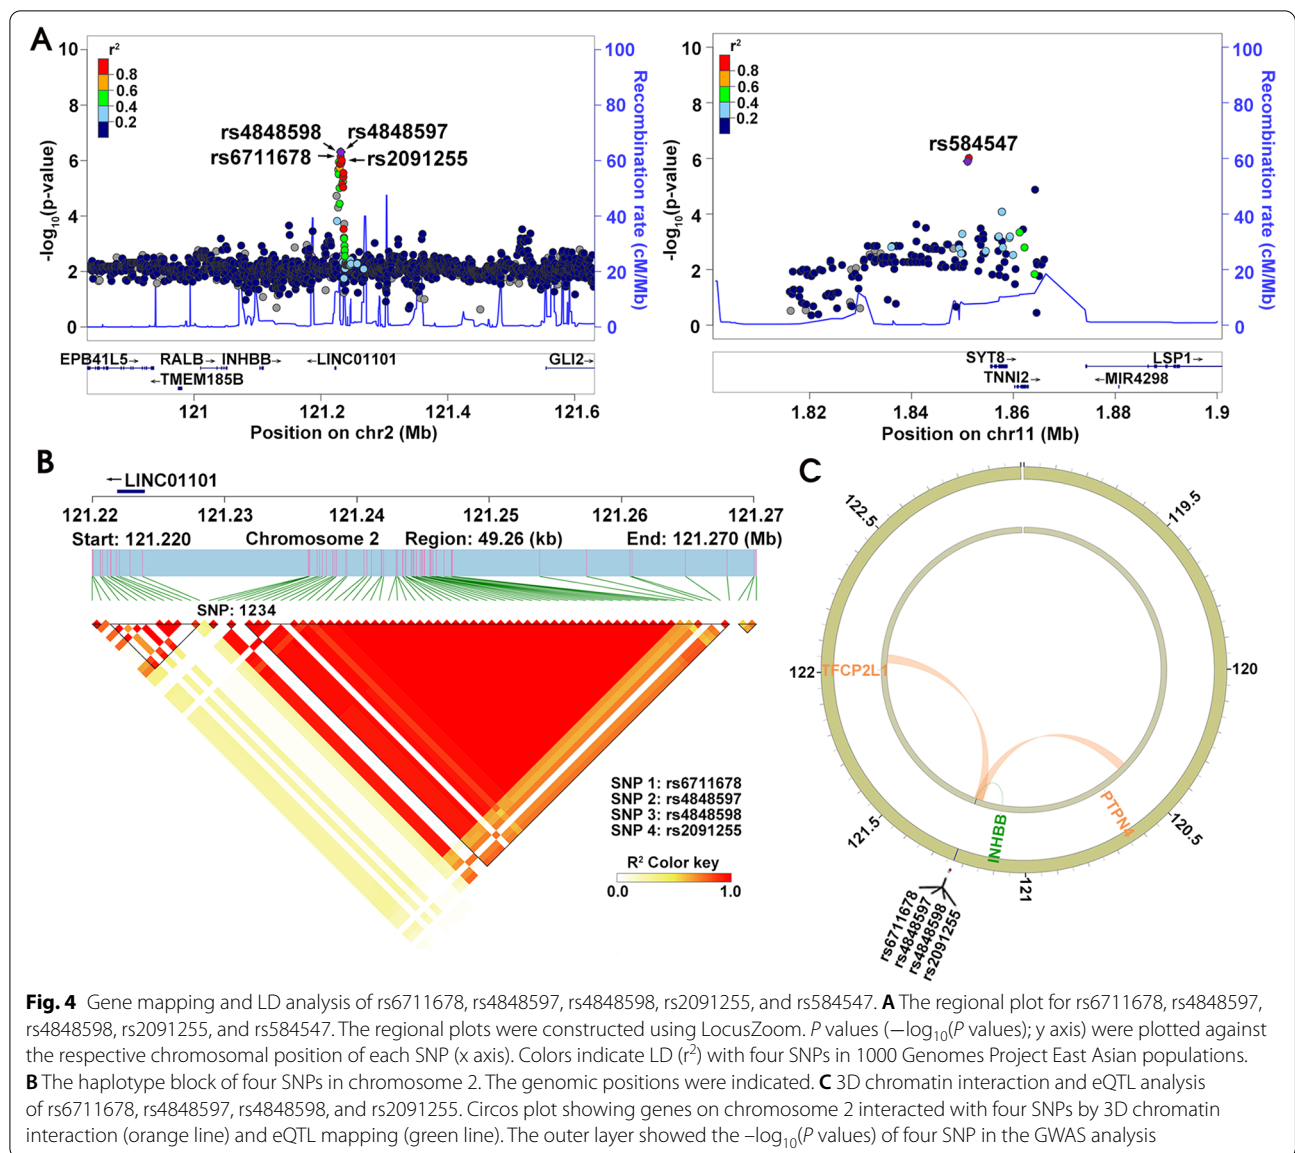 A
10
8
6
4
2
0
-log10(p-value)
r2
0.8
0.6
0.4
0.2
100
80
60
40
20
0
Recombination rate (cM/Mb)
rs4848598
rs4848597
rs6711678
rs2091255
EPB41L5→
RALB→
INHBB→
←LINC01101
GLI2→
←TMEM185B
121
121.2
121.4
121.6
Position on chr2 (Mb)
10
8
6
4
2
0
-log10(p-value)
r2
0.8
0.6
0.4
0.2
100
80
60
40
20
0
Recombination rate (cM/Mb)
rs584547
SYT8→
LSP1→
TNNI2→
←MIR4298
1.82
1.84
1.86
1.88
1.9
Position on chr11 (Mb)
B
←LINC01101
121.22
121.23
121.24
121.25
121.26
121.27
Start: 121.220
Chromosome 2
Region: 49.26 (kb)
End: 121.270 (Mb)
SNP: 1234
SNP 1: rs6711678
SNP 2: rs4848597
SNP 3: rs4848598
SNP 4: rs2091255
R2 Color key
0.0
1.0
C
119.5
120
120.5
121
121.5
122
122.5
TFCP2L1
PTPN4
INHBB
rs6711678
rs4848597
rs4848598
rs2091255
Fig. 4 Gene mapping and LD analysis of rs6711678, rs4848597, rs4848598, rs2091255, and rs584547. A The regional plot for rs6711678, rs4848597,
rs4848598, rs2091255, and rs584547. The regional plots were constructed using LocusZoom. P values (−log10(P values); y axis) were plotted against
the respective chromosomal position of each SNP (x axis). Colors indicate LD (r2) with four SNPs in 1000 Genomes Project East Asian populations.
B The haplotype block of four SNPs in chromosome 2. The genomic positions were indicated. C 3D chromatin interaction and eQTL analysis
of rs6711678, rs4848597, rs4848598, and rs2091255. Circos plot showing genes on chromosome 2 interacted with four SNPs by 3D chromatin
interaction (orange line) and eQTL mapping (green line). The outer layer showed the –log10(P values) of four SNP in the GWAS analysis